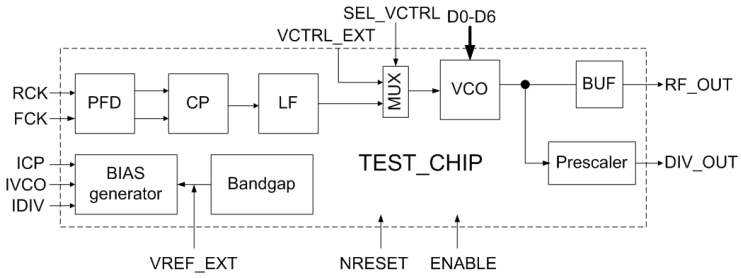 SEL_VCTRL
VCTRL_EXT
D0-D6
RCK
FCK
PFD
CP
LF
MUX
VCO
BUF
RF_OUT
TEST_CHIP
Prescaler
DIV_OUT
ICP
IVCO
IDIV
BIAS
generator
Bandgap
VREF_EXT
NRESET
ENABLE